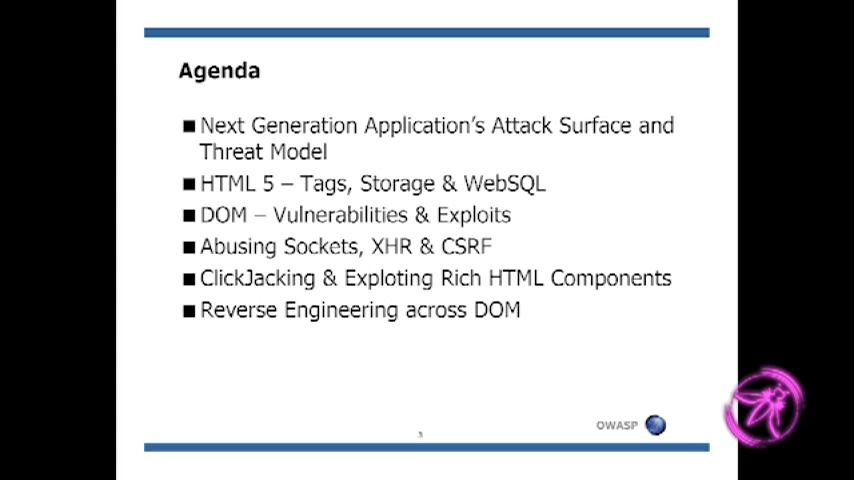 Agenda
■ Next Generation Application's Attack Surface and
Threat Model
■ HTML 5 – Tags, Storage & WebSQL
■ DOM – Vulnerabilities & Exploits
■ Abusing Sockets, XHR & CSRF
■ ClickJacking & Exploting Rich HTML Components
■ Reverse Engineering across DOM
OWASP
3